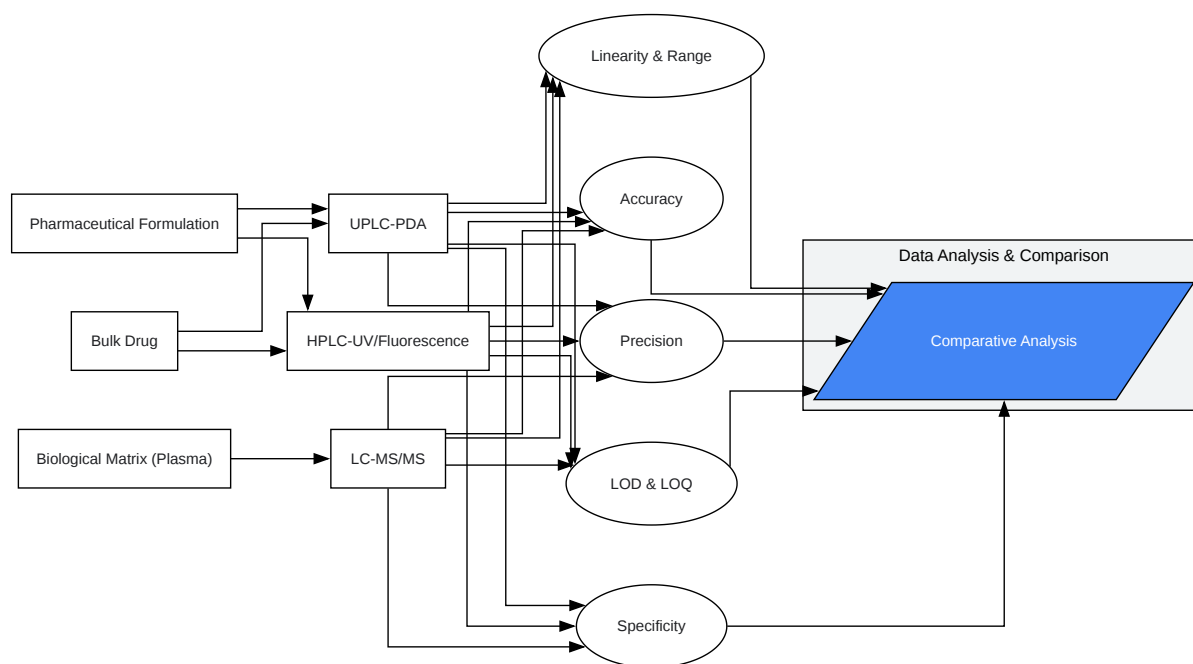 Linearity & Range
Accuracy
Pharmaceutical Formulation
UPLC-PDA
Data Analysis & Comparison
Bulk Drug
HPLC-UV/Fluorescence
Precision
Comparative Analysis
Biological Matrix (Plasma)
LC-MS/MS
LOD & LOQ
Specificity